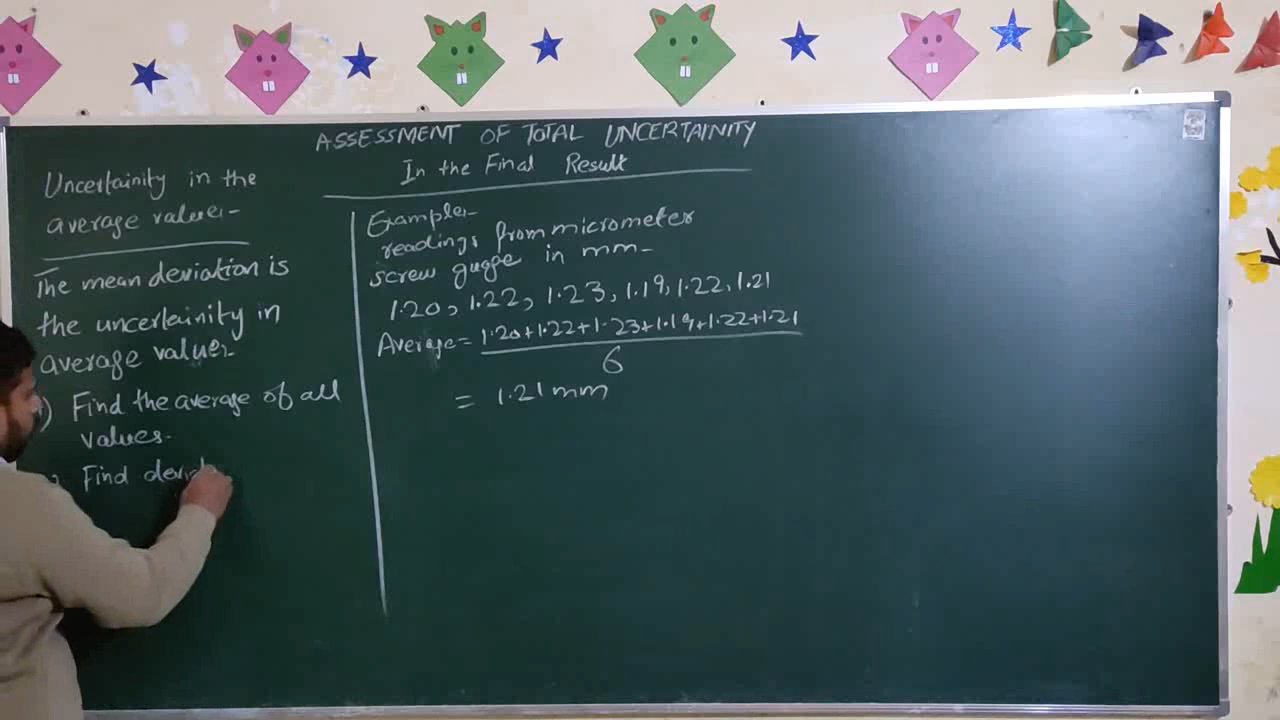 ASSESSMENT OF TOTAL UNCERTAINITY
In the Final Result
Uncertainity in the
average value:-
The mean deviation is
the uncertainity in
average value.
1) Find the average of all
values.
Find devia
Example:-
readings from micrometer
screw guage in mm-
1.20, 1.22, 1.23, 1.19, 1.22, 1.21
Average = 1.20+1.22+1.23+1.19+1.22+1.21
6
= 1.21 mm